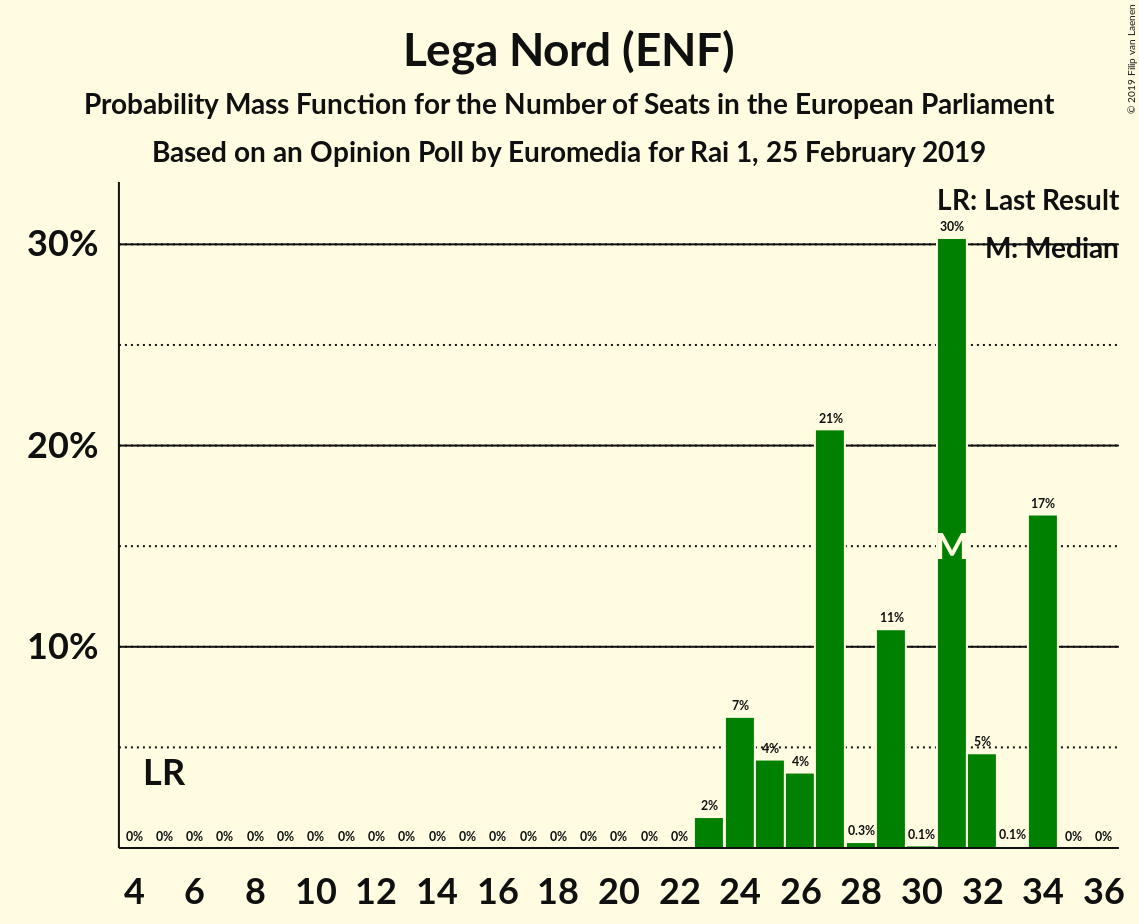 Lega Nord (ENF)
Probability Mass Function for the Number of Seats in the European Parliament
Based on an Opinion Poll by Euromedia for Rai 1, 25 February 2019
© 2019 Filip van Laenen
LR: Last Result
M: Median
30%
20%
10%
LR
M
0% 0% 0% 0% 0% 0% 0% 0% 0% 0% 0% 0% 0% 0% 0% 0% 0% 0% 0% 2% 7% 4% 4% 21% 0.3% 11% 0.1% 30% 5% 0.1% 17% 0% 0%
4 6 8 10 12 14 16 18 20 22 24 26 28 30 32 34 36